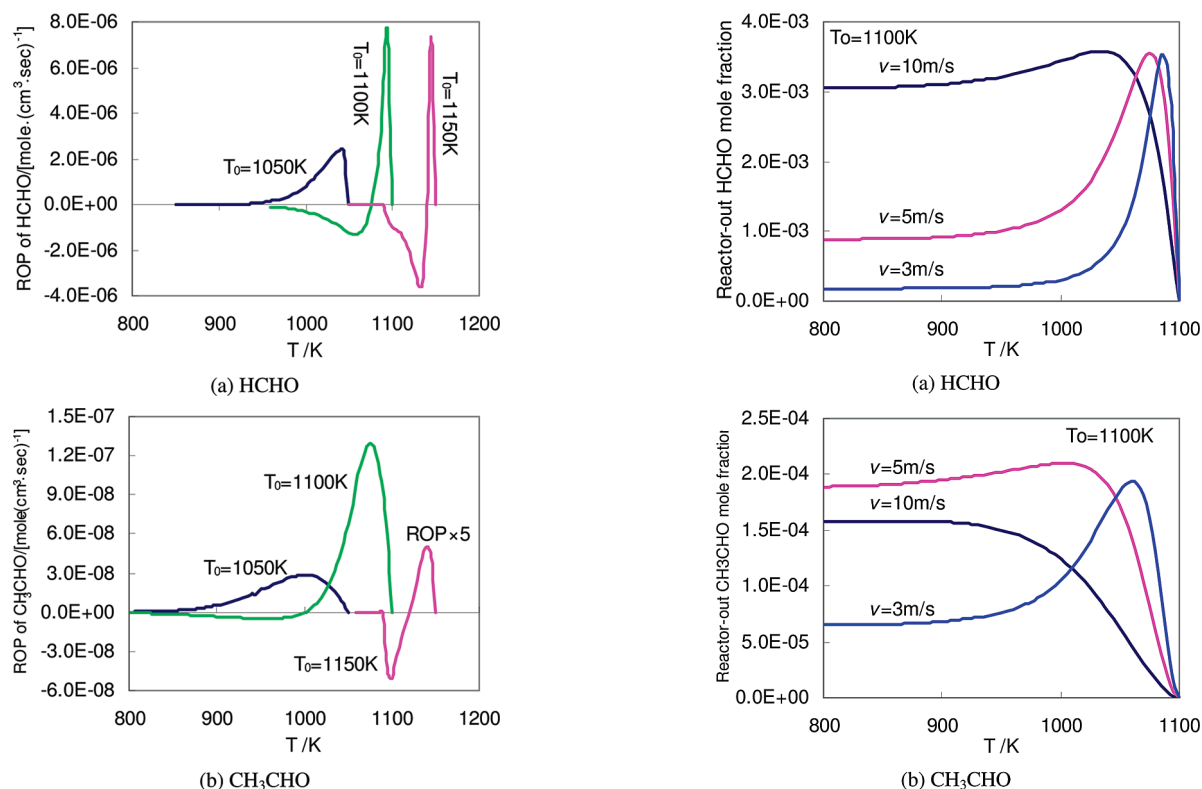 8.0E-06
6.0E-06
4.0E-06
2.0E-06
0.0E+00
-2.0E-06
-4.0E-06
ROP of HCHO/[mole. (cm³·sec)⁻¹]
T₀=1050K
T₀=1100K
T₀=1150K
800 900 1000 1100 1200
T /K
(a) HCHO
4.0E-03
3.0E-03
2.0E-03
1.0E-03
0.0E+00
Reactor-out HCHO mole fraction
To=1100K
v=10m/s
v=5m/s
v=3m/s
800 900 1000 1100
T /K
(a) HCHO
1.5E-07
1.2E-07
9.0E-08
6.0E-08
3.0E-08
0.0E+00
-3.0E-08
-6.0E-08
ROP of CH₃CHO/[mole(cm³·sec)⁻¹]
T₀=1100K
ROP×5
T₀=1050K
T₀=1150K
800 900 1000 1100 1200
T /K
(b) CH₃CHO
2.5E-04
2.0E-04
1.5E-04
1.0E-04
5.0E-05
0.0E+00
Reactor-out CH3CHO mole fraction
To=1100K
v=5m/s
v=10m/s
v=3m/s
800 900 1000 1100
T /K
(b) CH₃CHO